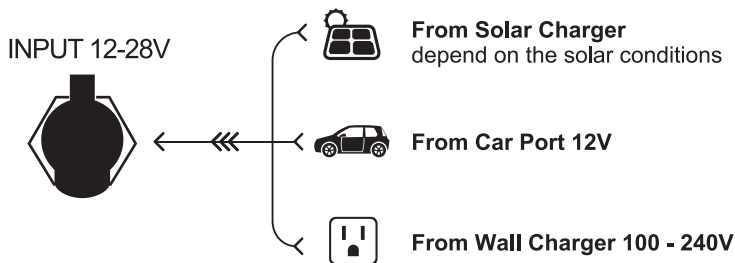 INPUT 12-28V
From Solar Charger
depend on the solar conditions
From Car Port 12V
From Wall Charger 100 - 240V